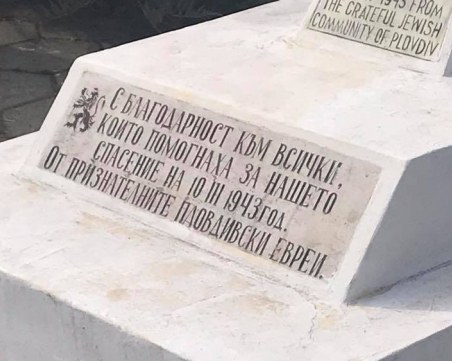 1943 FROM
THE GRATEFUL JEWISH
COMMUNITY OF PLOVDIV
С БЛАГОДАРНОСТ КЪМ ВСИЧКИ,
КОИТО ПОМОГНАХА ЗА НАШЕТО
СПАСЕНИЕ НА 10 III 1943 ГОД.
ОТ ПРИЗНАТЕЛНИТЕ ПЛОВДИВСКИ ЕВРЕИ.